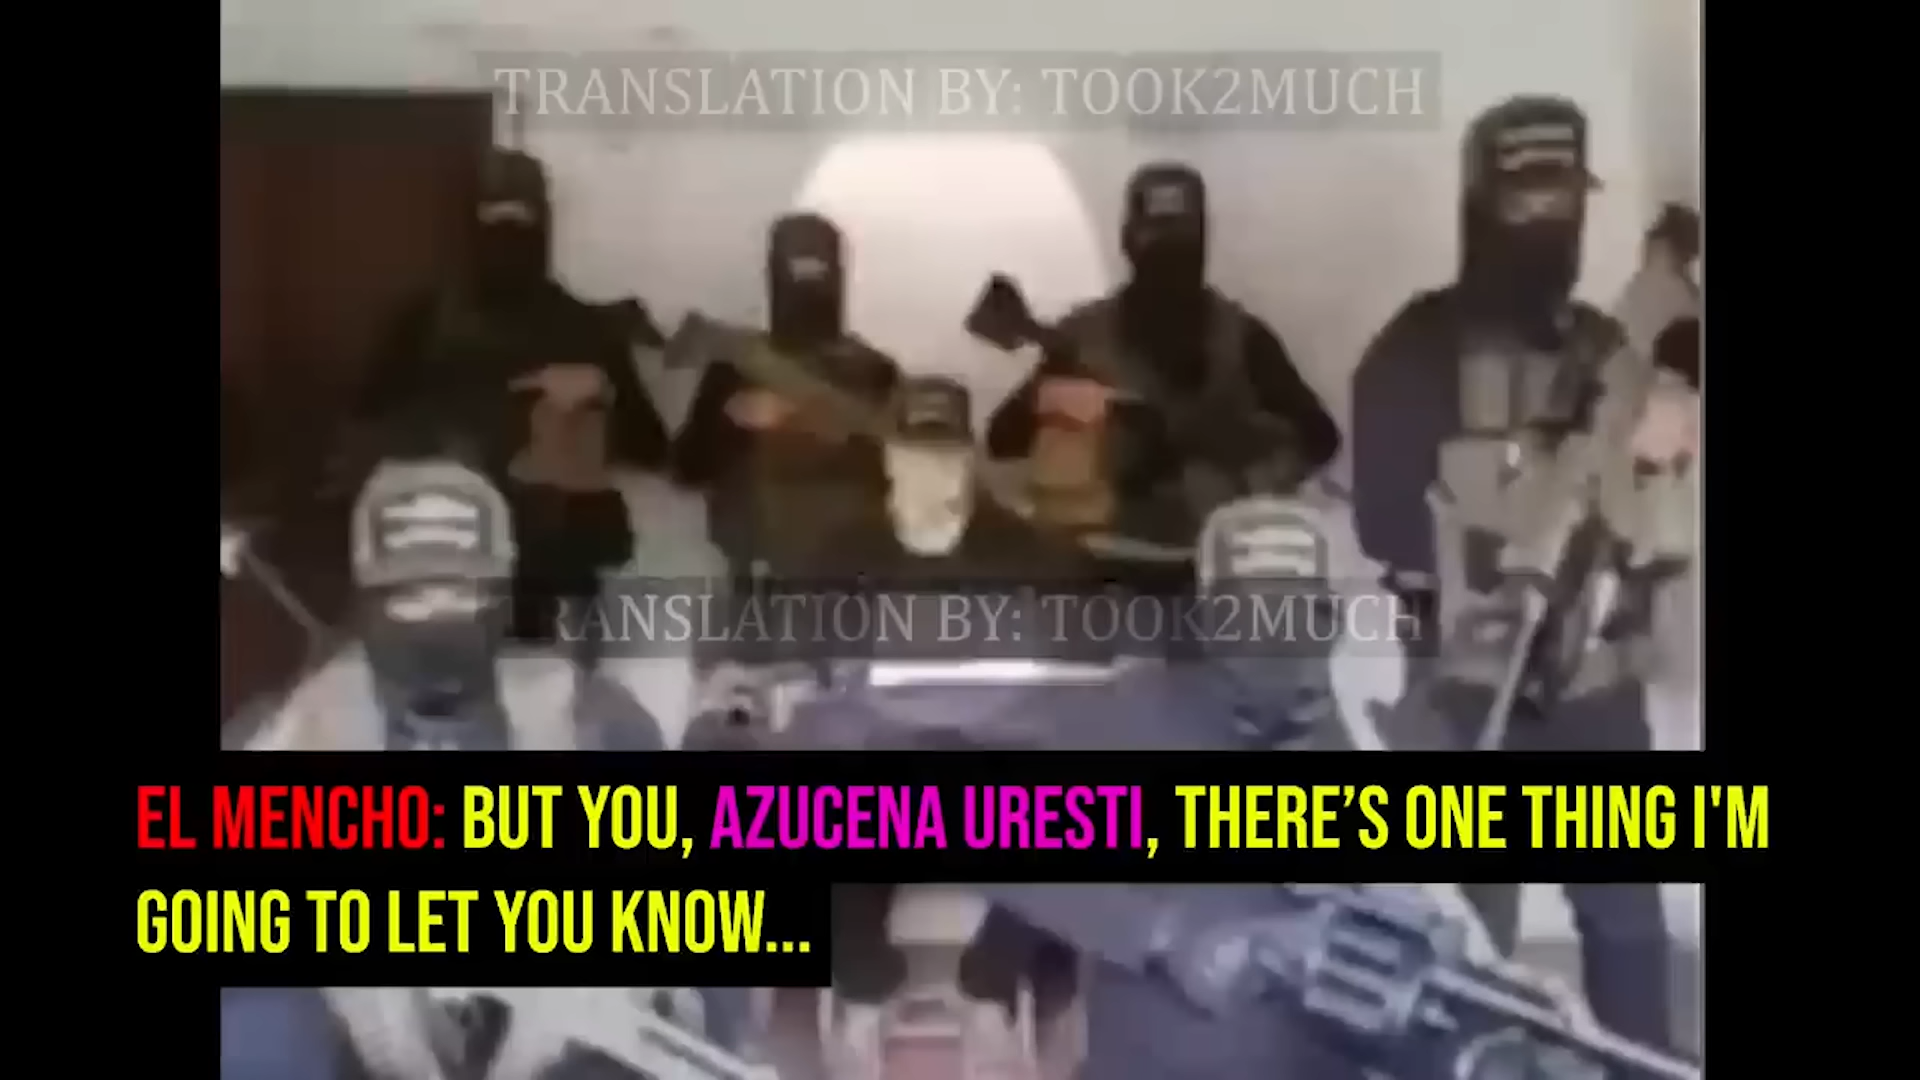 TRANSLATION BY: TOOK2MUCH
TRANSLATION BY: TOOK2MUCH
EL MENCHO: BUT YOU, AZUCENA URESTI, THERE’S ONE THING I'M
GOING TO LET YOU KNOW...